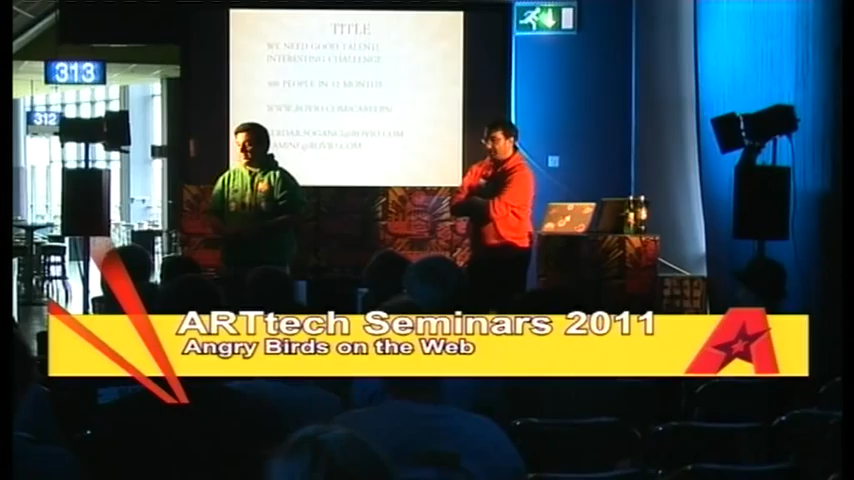 TITLE
WE NEED GOOD TALENT,
INTERESTING CHALLENGE
PEOPLE IN 12 MONTHS
313
312
ARTtech Seminars 2011
Angry Birds on the Web